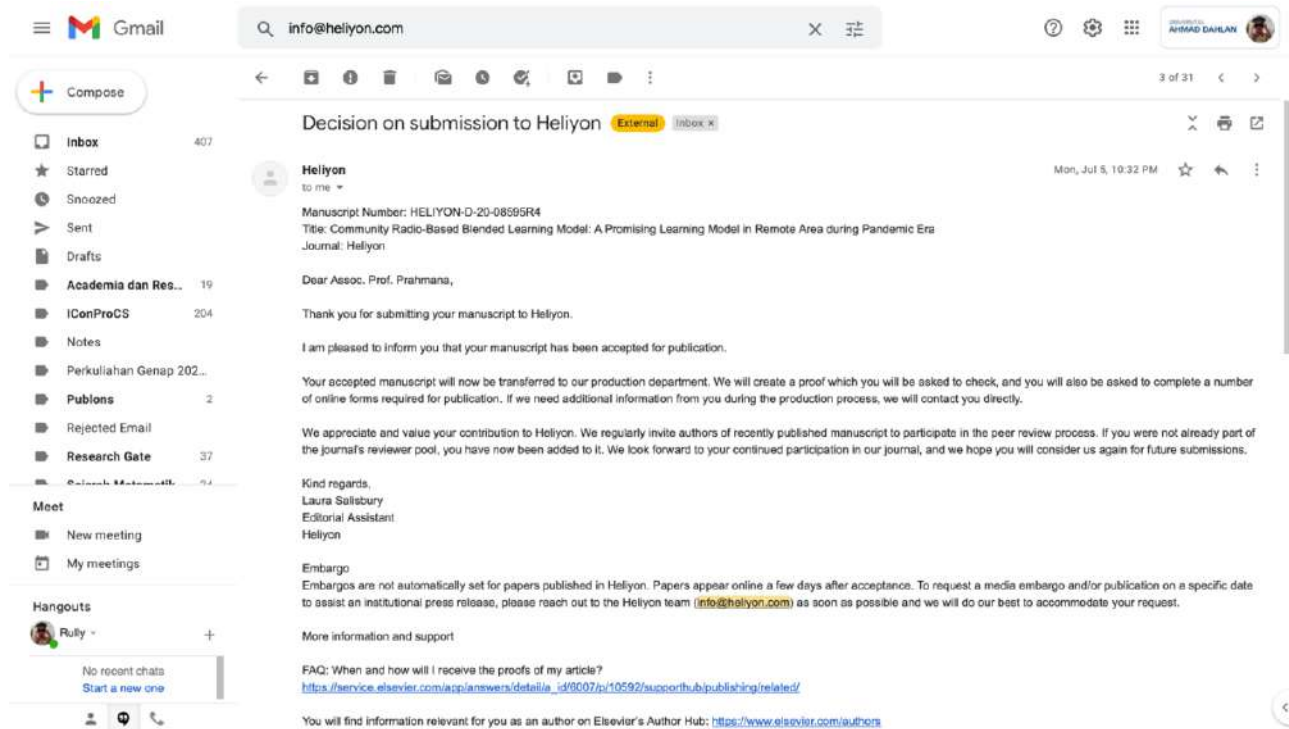 Gmail
info@heliyon.com
UNIVERSITAS
AHMAD DAHLAN
Compose
3 of 31
Decision on submission to Heliyon External Inbox ×
Inbox 407
Starred
Snoozed
Sent
Drafts
Academia dan Res... 19
IConProCS 204
Notes
Perkuliahan Genap 202...
Publons 2
Rejected Email
Research Gate 37
Sejarah Matematik 24
Meet
New meeting
My meetings
Hangouts
Rully
No recent chats
Start a new one
Heliyon Mon, Jul 5, 10:32 PM
to me
Manuscript Number: HELIYON-D-20-08595R4
Title: Community Radio-Based Blended Learning Model: A Promising Learning Model in Remote Area during Pandemic Era
Journal: Heliyon
Dear Assoc. Prof. Prahmana,
Thank you for submitting your manuscript to Heliyon.
I am pleased to inform you that your manuscript has been accepted for publication.
Your accepted manuscript will now be transferred to our production department. We will create a proof which you will be asked to check, and you will also be asked to complete a number
of online forms required for publication. If we need additional information from you during the production process, we will contact you directly.
We appreciate and value your contribution to Heliyon. We regularly invite authors of recently published manuscript to participate in the peer review process. If you were not already part of
the journal's reviewer pool, you have now been added to it. We look forward to your continued participation in our journal, and we hope you will consider us again for future submissions.
Kind regards,
Laura Salisbury
Editorial Assistant
Heliyon
Embargo
Embargos are not automatically set for papers published in Heliyon. Papers appear online a few days after acceptance. To request a media embargo and/or publication on a specific date
to assist an institutional press release, please reach out to the Heliyon team (info@heliyon.com) as soon as possible and we will do our best to accommodate your request.
More information and support
FAQ: When and how will I receive the proofs of my article?
https://service.elsevier.com/app/answers/detail/a_id/6007/p/10592/supporthub/publishing/related/
You will find information relevant for you as an author on Elsevier's Author Hub: https://www.elsevier.com/authors